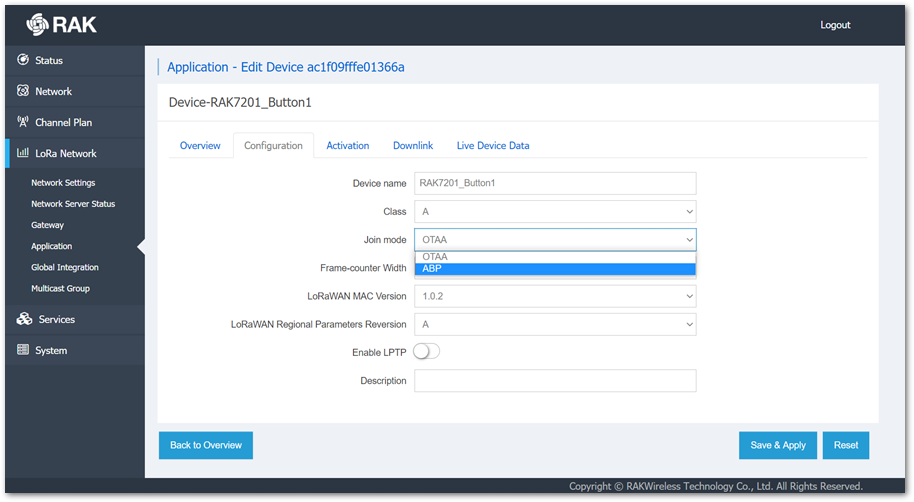 RAK
Logout
Status
Network
Channel Plan
LoRa Network
Network Settings
Network Server Status
Gateway
Application
Global Integration
Multicast Group
Services
System
Application - Edit Device ac1f09fffe01366a
Device-RAK7201_Button1
Overview Configuration Activation Downlink Live Device Data
Device name RAK7201_Button1
Class A
Join mode OTAA
OTAA
ABP
Frame-counter Width
LoRaWAN MAC Version 1.0.2
LoRaWAN Regional Parameters Reversion A
Enable LPTP
Description
Back to Overview Save & Apply Reset
Copyright © RAKWireless Technology Co., Ltd. All Rights Reserved.